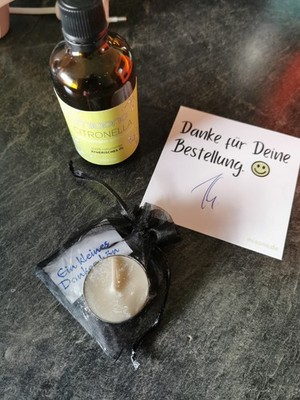 CITRONELLA
Danke für Deine
Bestellung.
Ein kleines
Dankeschön